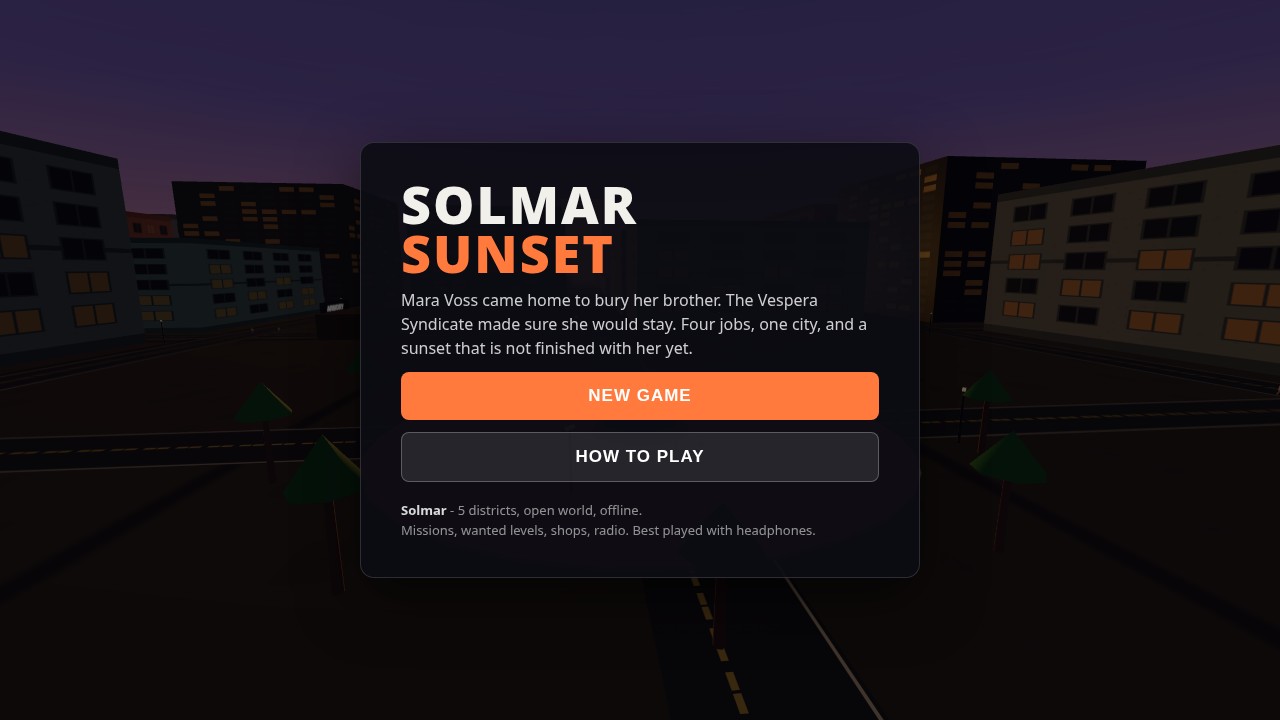 SOLMAR
SUNSET
Mara Voss came home to bury her brother. The Vespera
Syndicate made sure she would stay. Four jobs, one city, and a
sunset that is not finished with her yet.
NEW GAME
HOW TO PLAY
Solmar - 5 districts, open world, offline.
Missions, wanted levels, shops, radio. Best played with headphones.